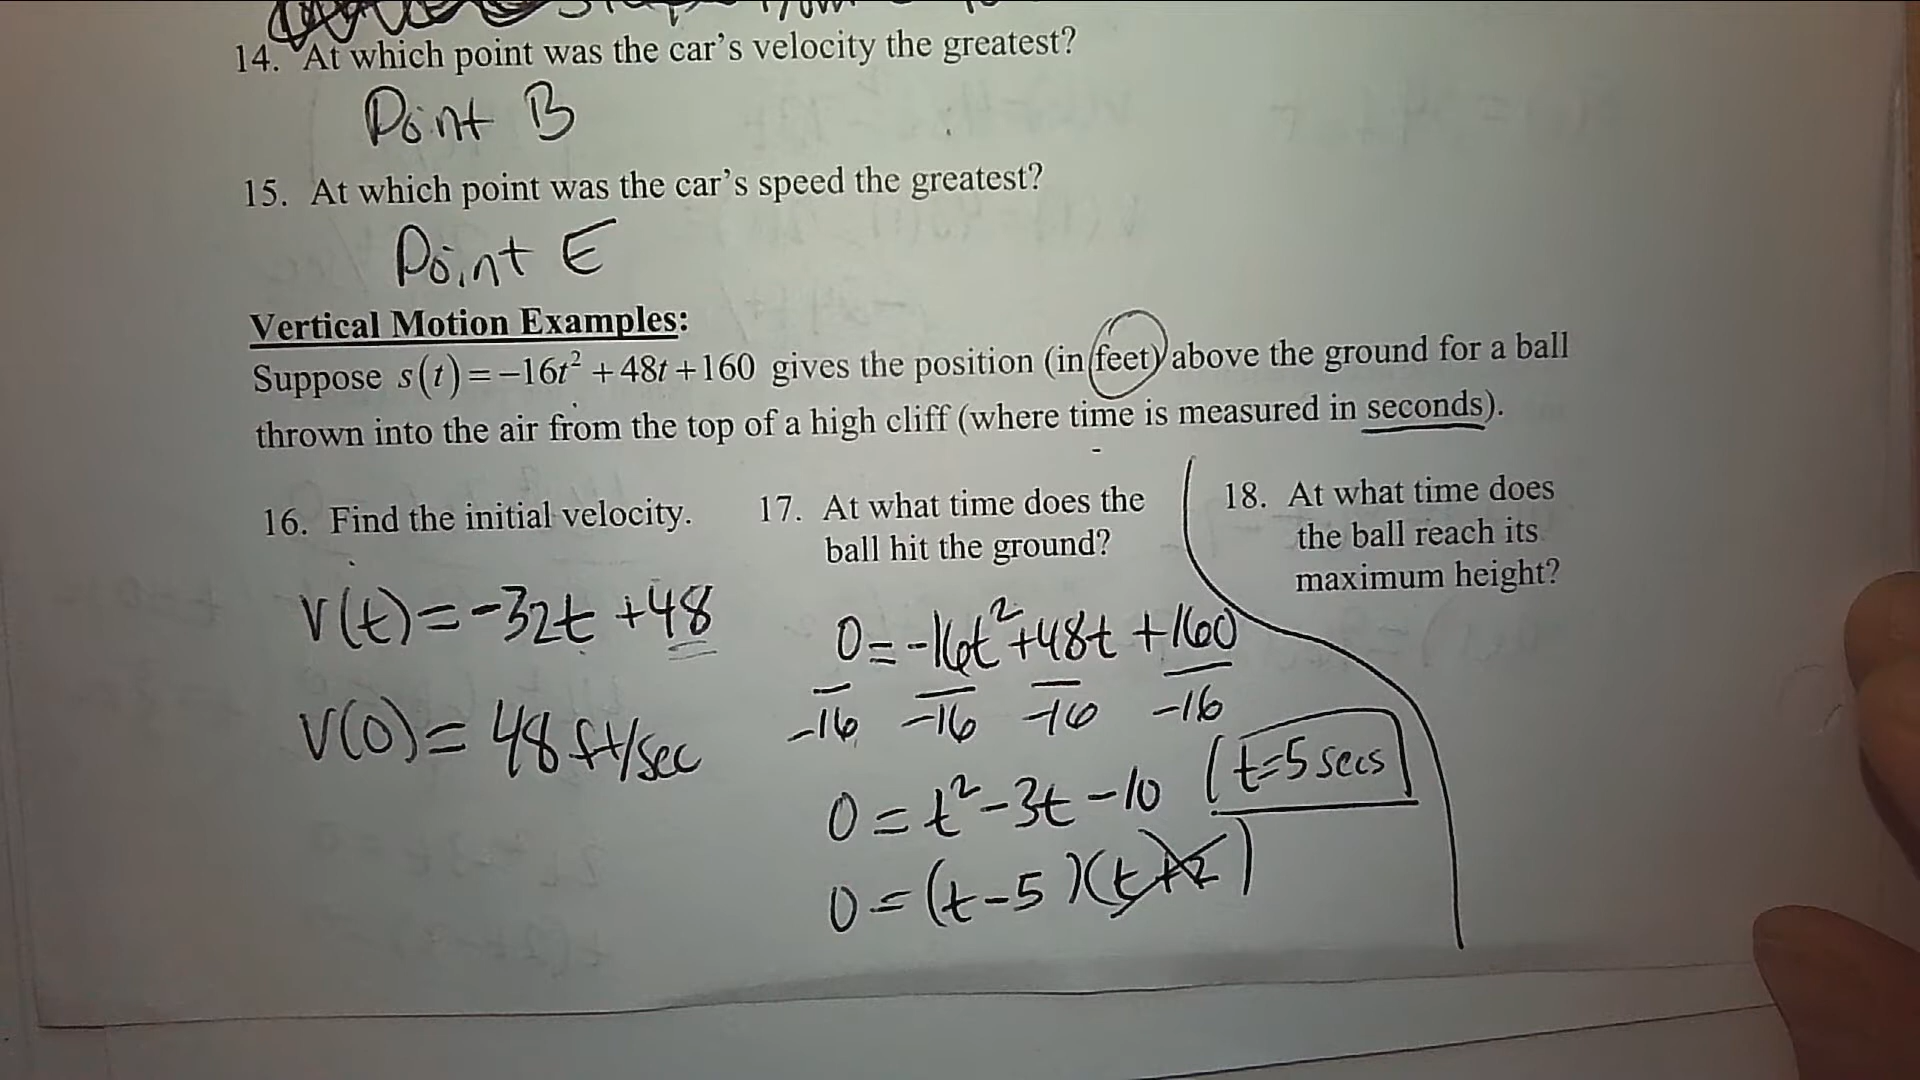 14. At which point was the car's velocity the greatest?
Point B
15. At which point was the car's speed the greatest?
Point E
Vertical Motion Examples:
Suppose s(t)=−16t²+48t+160 gives the position (in feet) above the ground for a ball
thrown into the air from the top of a high cliff (where time is measured in seconds).
16. Find the initial velocity.
v(t)=-32t+48
v(0)=48ft/sec
17. At what time does the
ball hit the ground?
0=-16t²+48t+160
-16 -16 -16 -16
0=t²-3t-10
t=5secs
0=(t-5)(t+2)
18. At what time does
the ball reach its
maximum height?